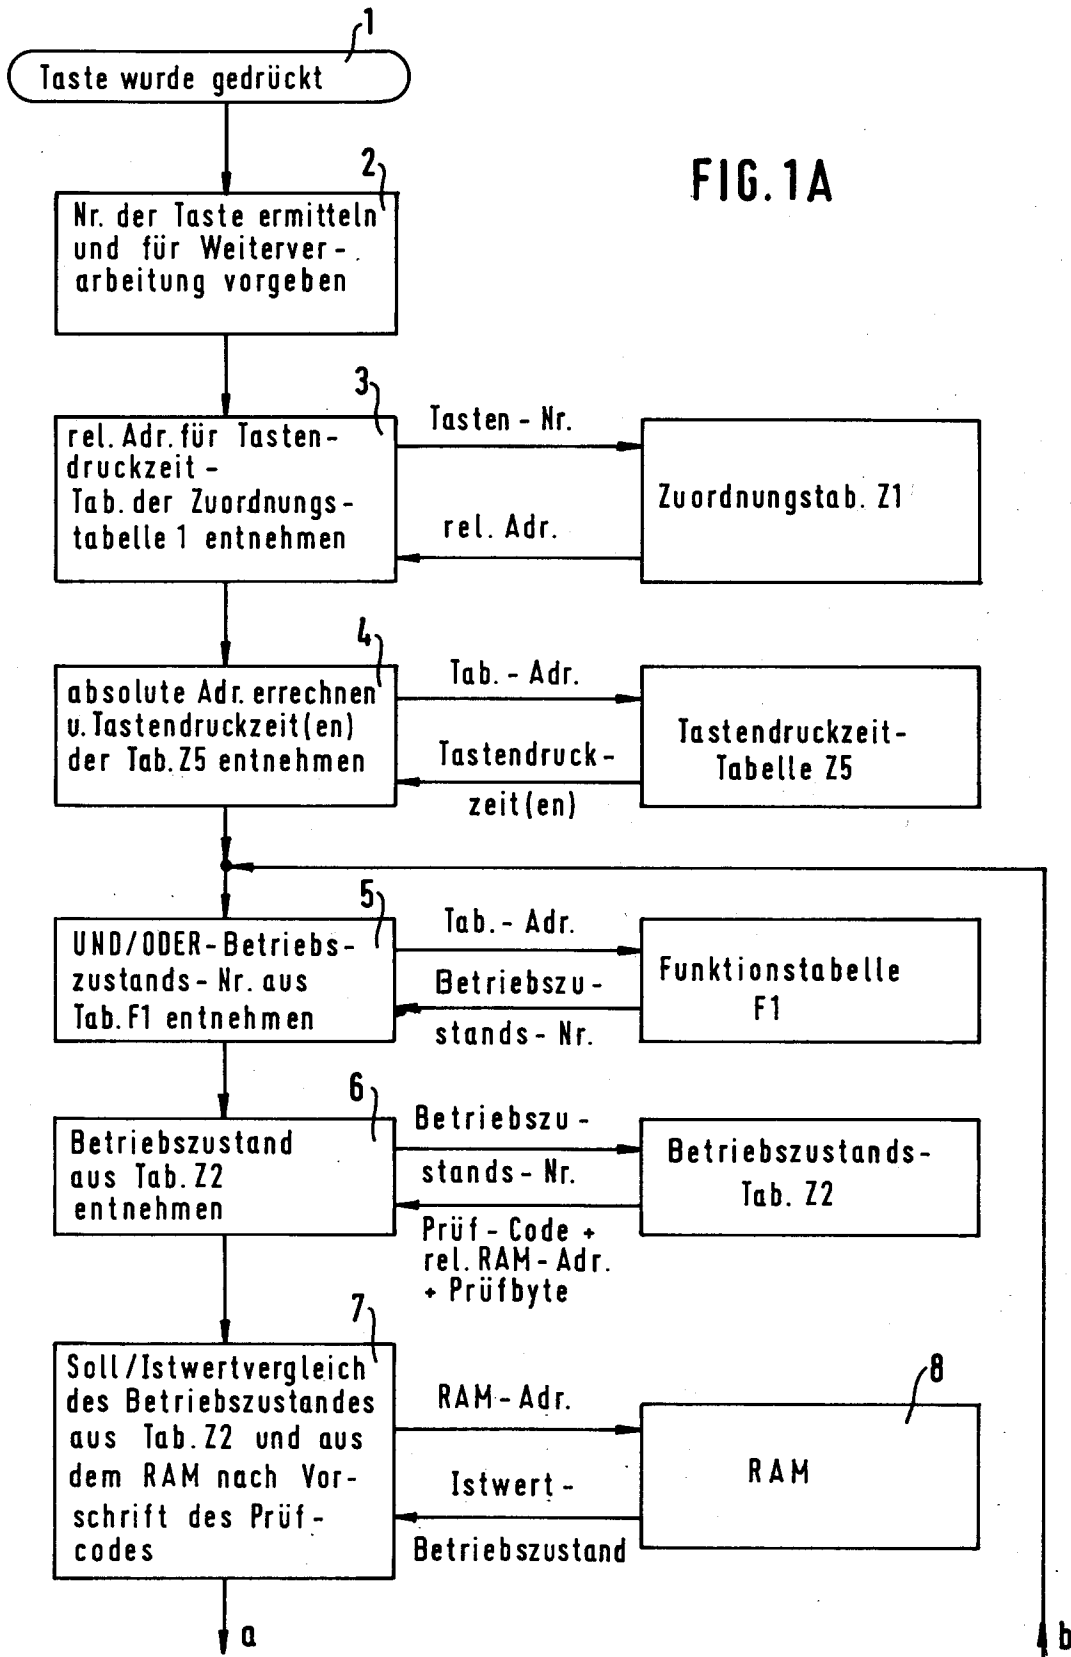 1
Taste wurde gedrückt
FIG.1A
2
Nr. der Taste ermitteln
und für Weiterver-
arbeitung vorgeben
3
rel. Adr. für Tasten-
druckzeit-
Tab. der Zuordnungs-
tabelle 1 entnehmen
Tasten-Nr.
rel. Adr.
Zuordnungstab. Z1
4
absolute Adr. errechnen
u. Tastendruckzeit(en)
der Tab. Z5 entnehmen
Tab.-Adr.
Tastendruck-
zeit(en)
Tastendruckzeit-
Tabelle Z5
5
UND/ODER-Betriebs-
zustands-Nr. aus
Tab. F1 entnehmen
Tab.-Adr.
Betriebszu-
stands-Nr.
Funktionstabelle
F1
6
Betriebszustand
aus Tab. Z2
entnehmen
Betriebszu-
stands-Nr.
Prüf-Code +
rel. RAM-Adr.
+ Prüfbyte
Betriebszustands-
Tab. Z2
7
Soll/Istwertvergleich
des Betriebszustandes
aus Tab. Z2 und aus
dem RAM nach Vor-
schrift des Prüf-
codes
RAM-Adr.
Istwert-
Betriebszustand
8
RAM
a
b